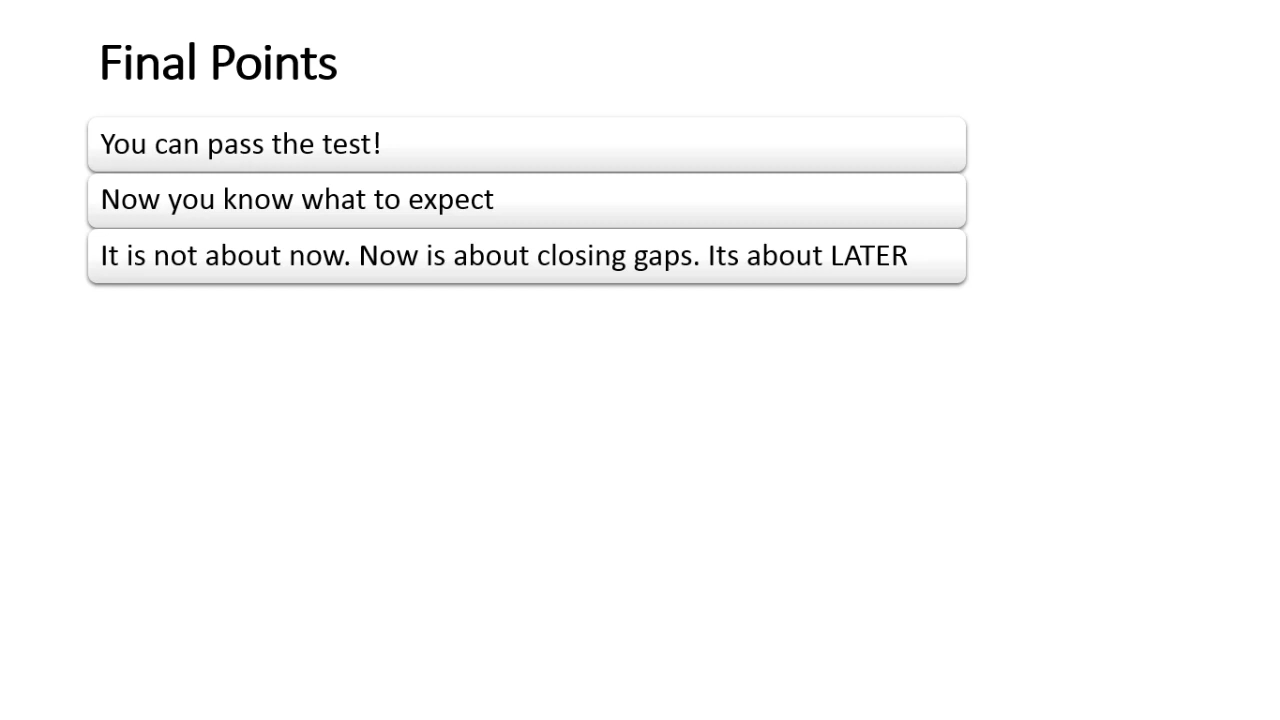 Final Points
You can pass the test!
Now you know what to expect
It is not about now. Now is about closing gaps. Its about LATER